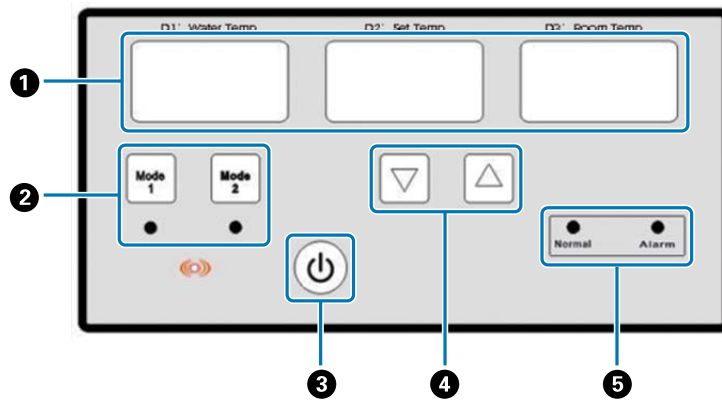 D1' Water Temp
D2' Set Temp
D3' Room Temp
1
Mode
1
Mode
2
2
Normal
Alarm
3
4
5